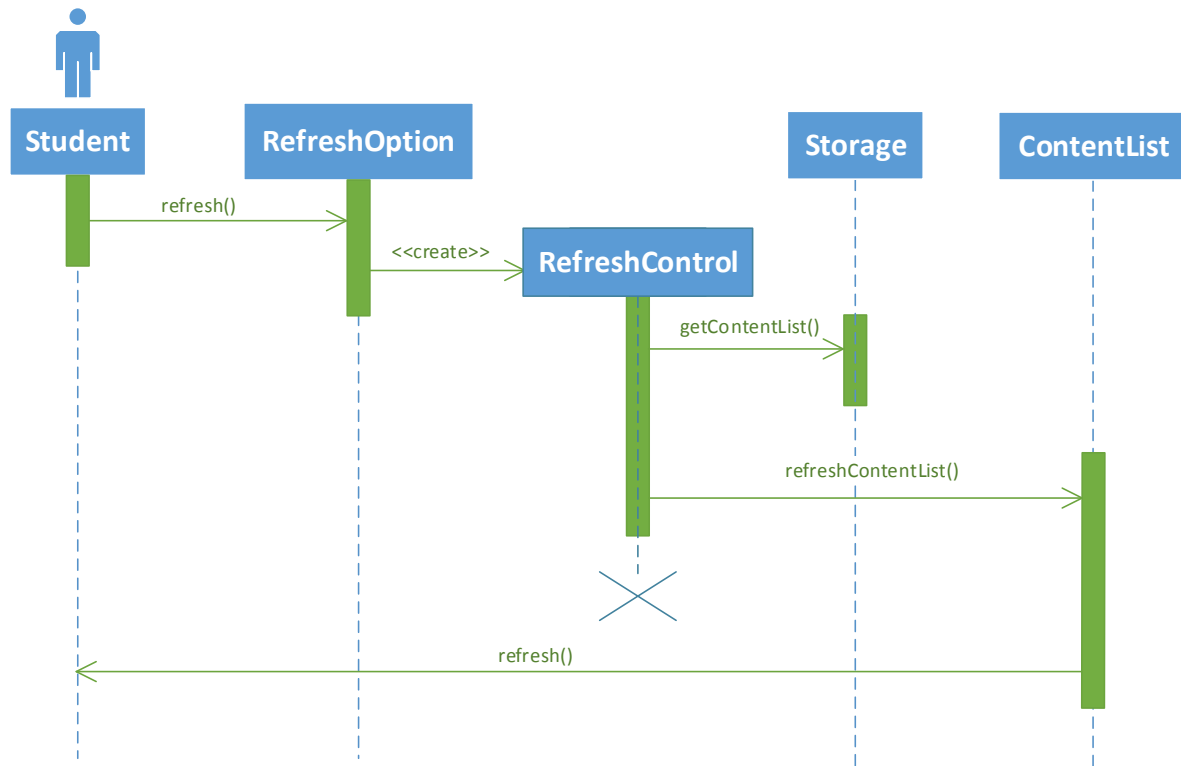 Student
RefreshOption
Storage
ContentList
refresh()
<<create>>
RefreshControl
getContentList()
refreshContentList()
refresh()